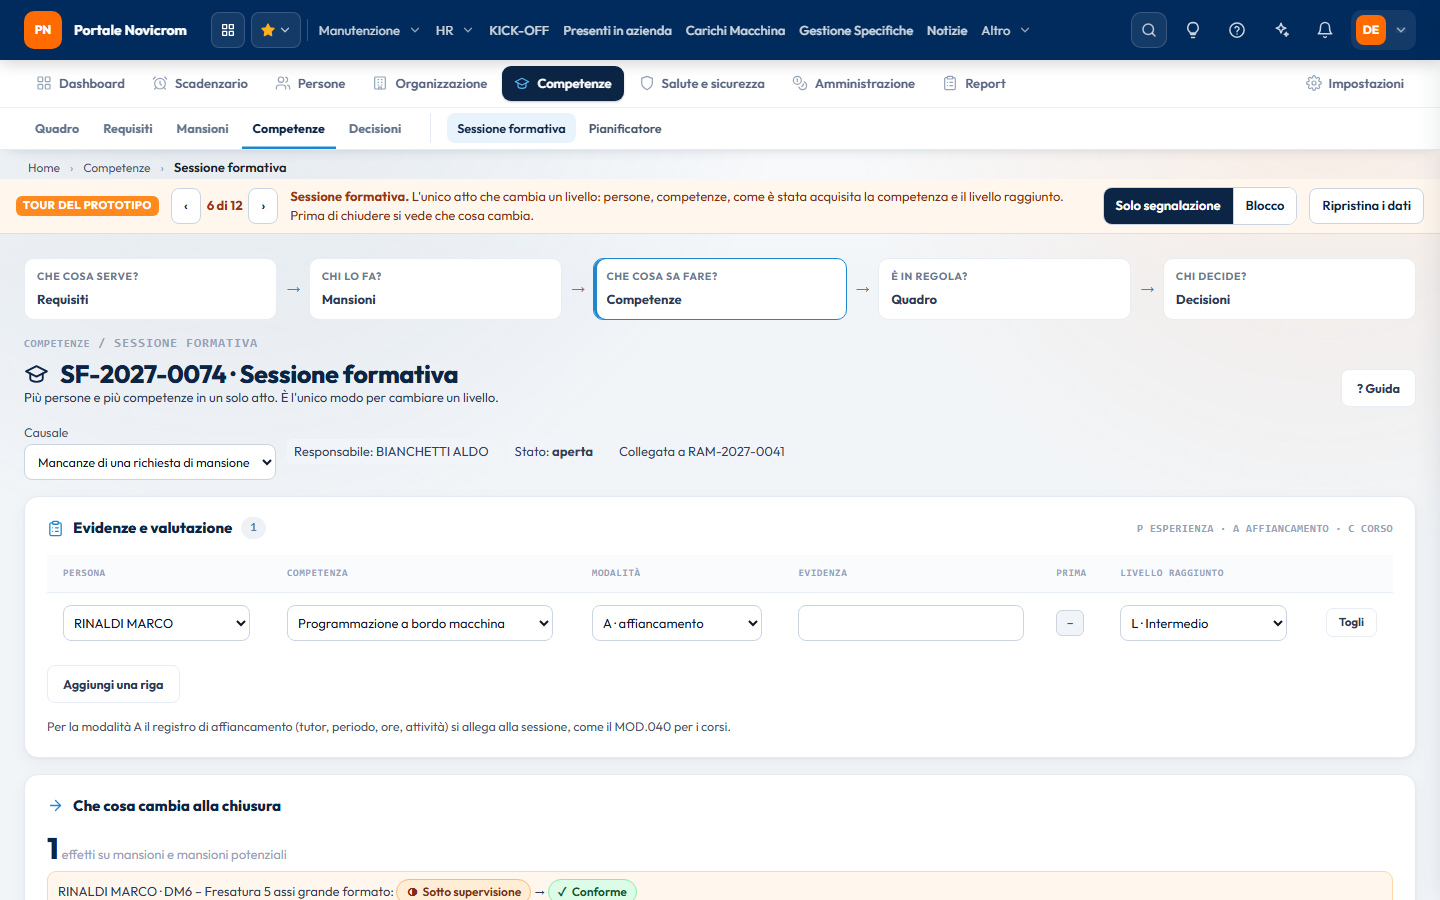 PN Portale Novicrom Manutenzione HR KICK-OFF Presenti in azienda Carichi Macchina Gestione Specifiche Notizie Altro DE
Dashboard Scadenzario Persone Organizzazione Competenze Salute e sicurezza Amministrazione Report Impostazioni
Quadro Requisiti Mansioni Competenze Decisioni Sessione formativa Pianificatore
Home › Competenze › Sessione formativa
TOUR DEL PROTOTIPO ‹ 6 di 12 › Sessione formativa. L'unico atto che cambia un livello: persone, competenze, come è stata acquisita la competenza e il livello raggiunto.
Prima di chiudere si vede che cosa cambia.
Solo segnalazione Blocco Ripristina i dati
CHE COSA SERVE?
Requisiti
→
CHI LO FA?
Mansioni
→
CHE COSA SA FARE?
Competenze
→
È IN REGOLA?
Quadro
→
CHI DECIDE?
Decisioni
COMPETENZE / SESSIONE FORMATIVA
SF-2027-0074 · Sessione formativa
Più persone e più competenze in un solo atto. È l'unico modo per cambiare un livello.
? Guida
Causale
Mancanze di una richiesta di mansione
Responsabile: BIANCHETTI ALDO Stato: aperta Collegata a RAM-2027-0041
Evidenze e valutazione 1
P ESPERIENZA · A AFFIANCAMENTO · C CORSO
PERSONA COMPETENZA MODALITÀ EVIDENZA PRIMA LIVELLO RAGGIUNTO
RINALDI MARCO Programmazione a bordo macchina A · affiancamento – L · Intermedio Togli
Aggiungi una riga
Per la modalità A il registro di affiancamento (tutor, periodo, ore, attività) si allega alla sessione, come il MOD.040 per i corsi.
→ Che cosa cambia alla chiusura
1 effetti su mansioni e mansioni potenziali
RINALDI MARCO · DM6 – Fresatura 5 assi grande formato: Sotto supervisione → ✓ Conforme